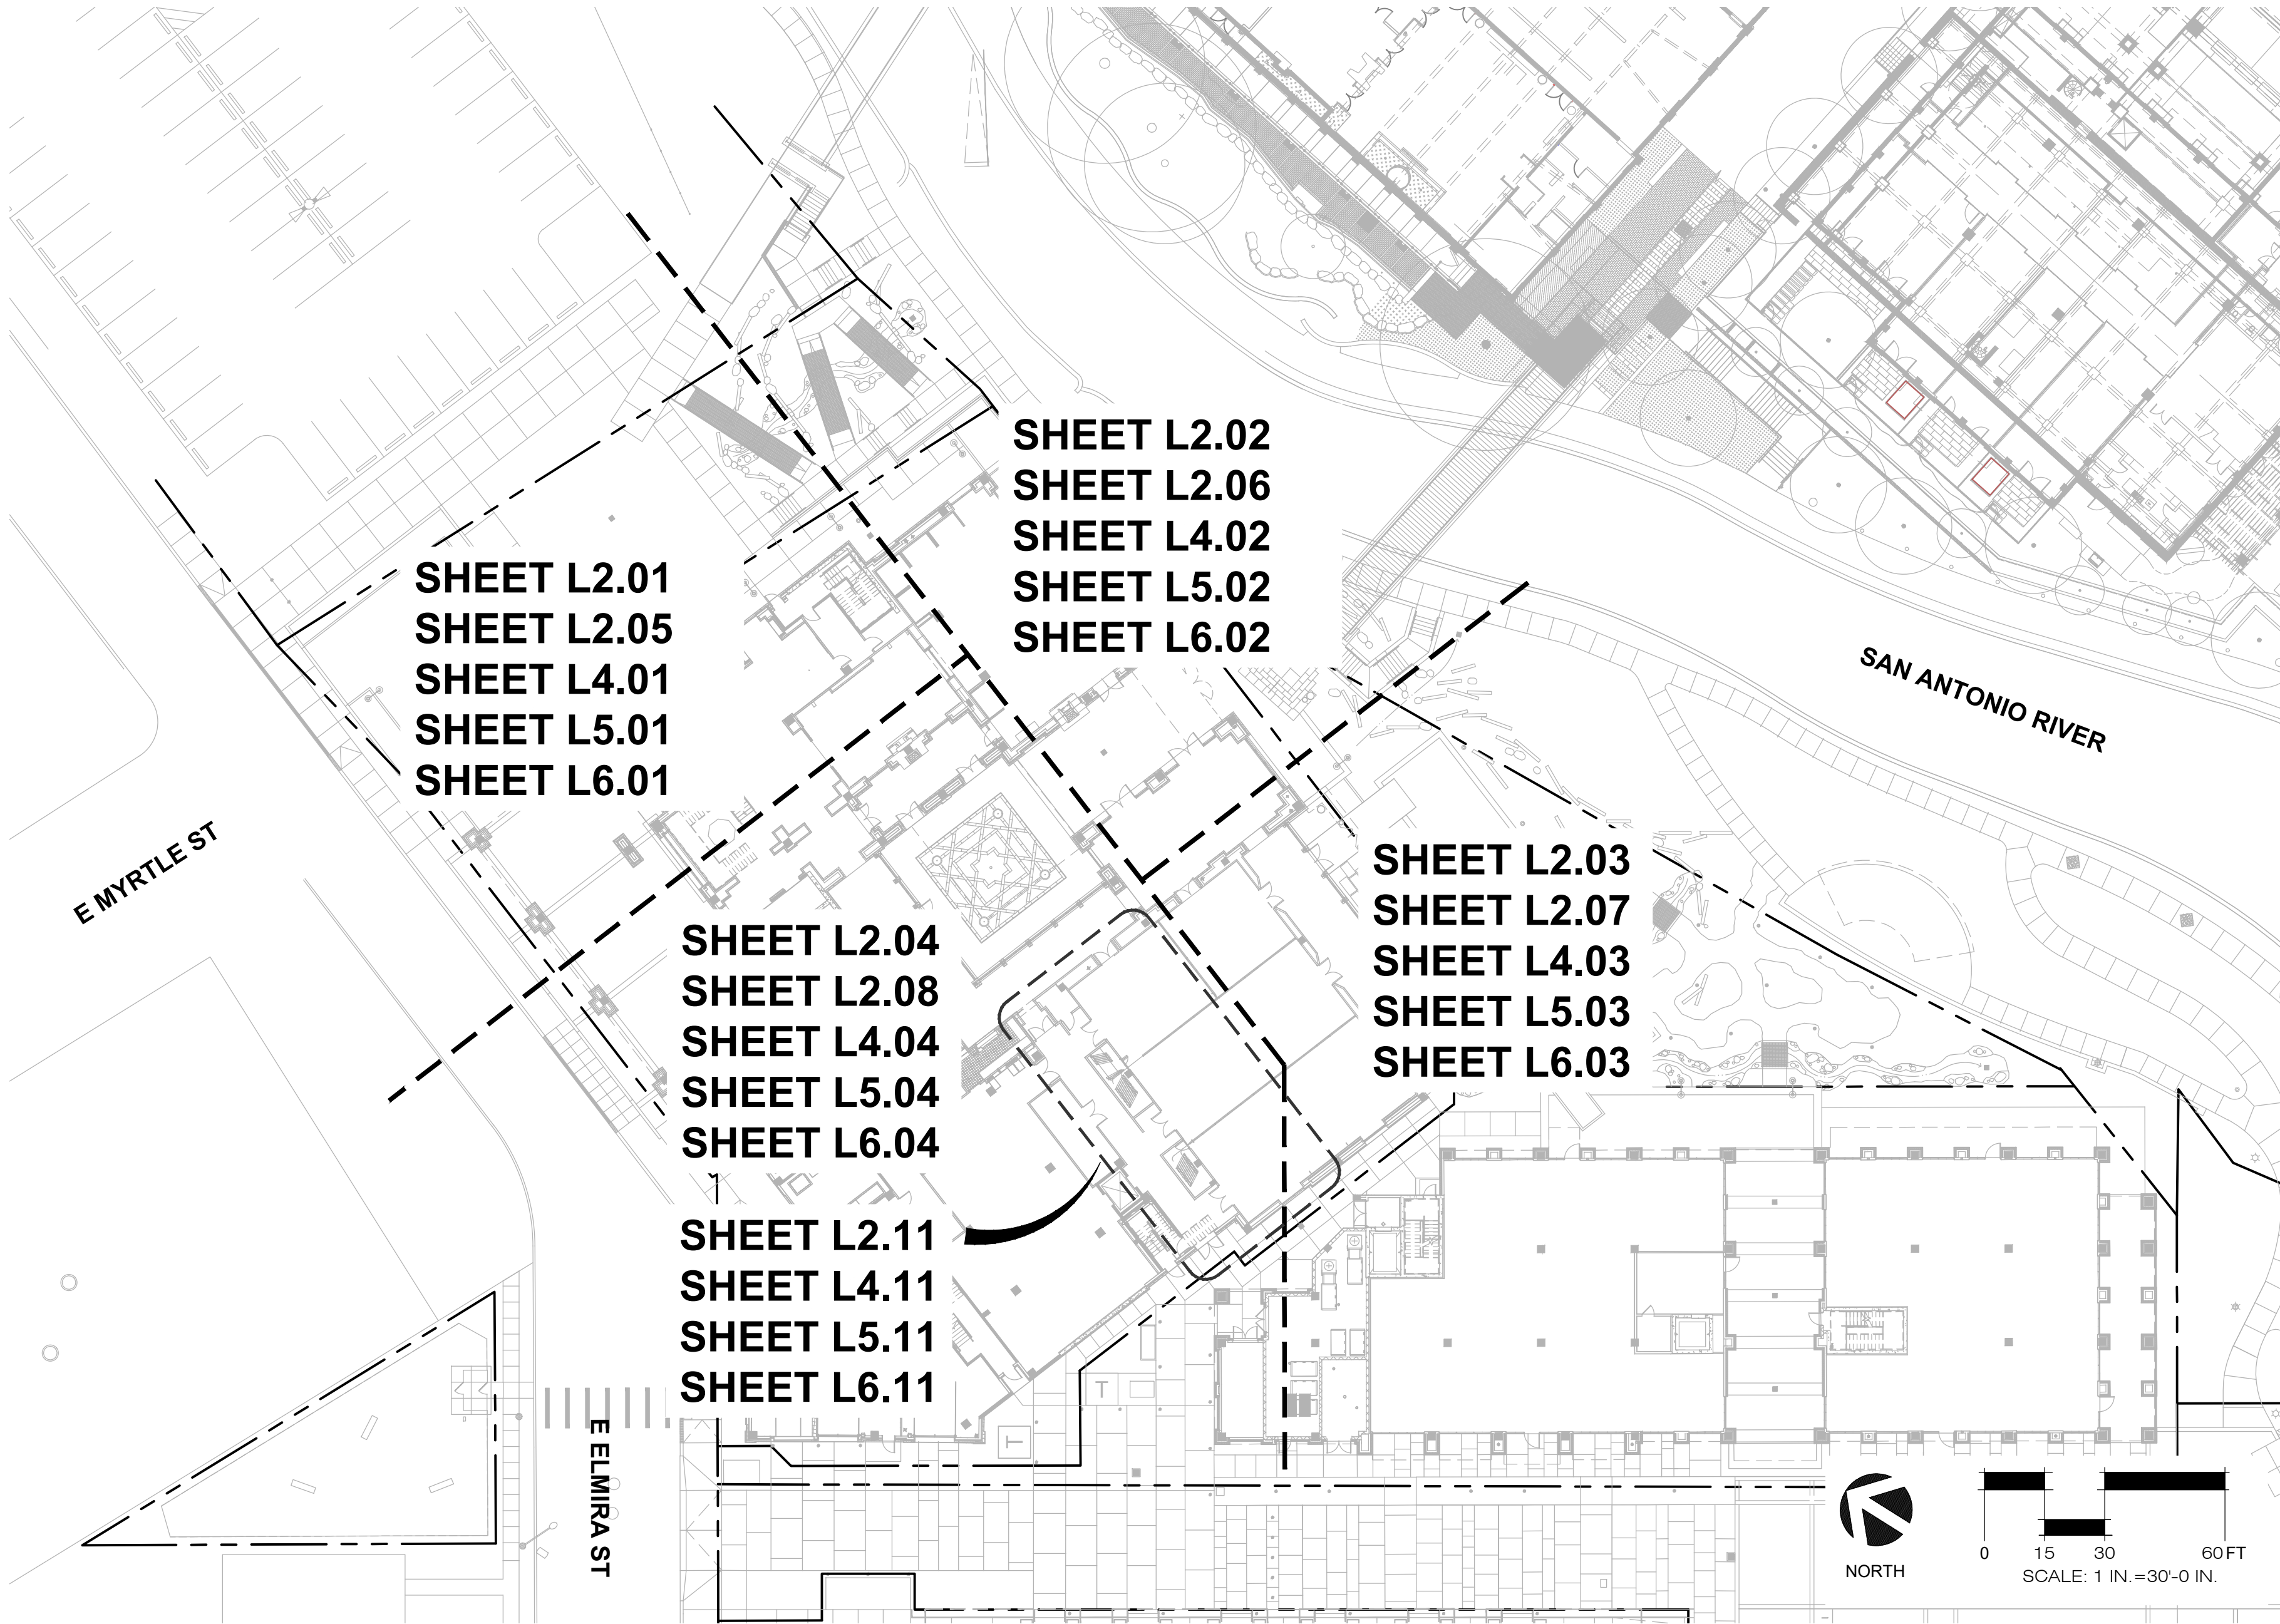 SHEET L2.02
SHEET L2.06
SHEET L4.02
SHEET L5.02
SHEET L6.02
SHEET L2.01
SHEET L2.05
SHEET L4.01
SHEET L5.01
SHEET L6.01
SAN ANTONIO RIVER
E MYRTLE ST
SHEET L2.03
SHEET L2.07
SHEET L4.03
SHEET L5.03
SHEET L6.03
SHEET L2.04
SHEET L2.08
SHEET L4.04
SHEET L5.04
SHEET L6.04
SHEET L2.11
SHEET L4.11
SHEET L5.11
SHEET L6.11
T
T
E ELMIRA ST
NORTH
0 15 30 60 FT
SCALE: 1 IN.=30'-0 IN.